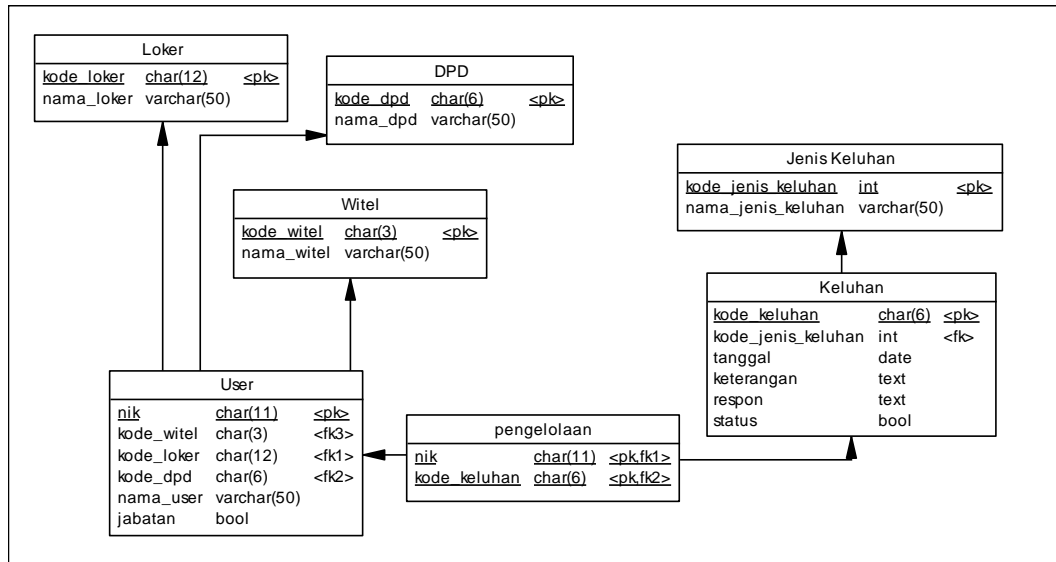 Loker
kode_loker char(12) <pk>
nama_loker varchar(50)
DPD
kode_dpd char(6) <pk>
nama_dpd varchar(50)
Jenis Keluhan
kode_jenis_keluhan int <pk>
nama_jenis_keluhan varchar(50)
Witel
kode_witel char(3) <pk>
nama_witel varchar(50)
Keluhan
kode_keluhan char(6) <pk>
kode_jenis_keluhan int <fk>
tanggal date
keterangan text
respon text
status bool
User
nik char(11) <pk>
kode_witel char(3) <fk3>
kode_loker char(12) <fk1>
kode_dpd char(6) <fk2>
nama_user varchar(50)
jabatan bool
pengelolaan
nik char(11) <pk,fk1>
kode_keluhan char(6) <pk,fk2>